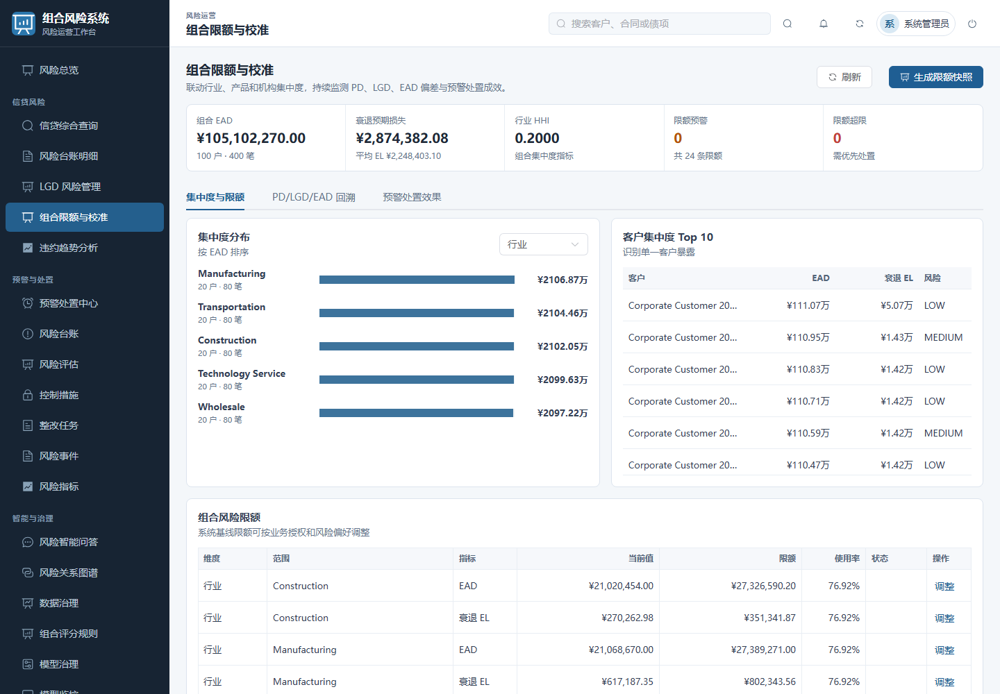 组合风险系统
风险运营工作台
风险总览
信贷风险
信贷综合查询
风险台账明细
LGD 风险管理
组合限额与校准
违约趋势分析
预警与处置
预警处置中心
风险台账
风险评估
控制措施
整改任务
风险事件
风险指标
智能与治理
风险智能问答
风险关系图谱
数据治理
组合评分规则
模型治理
风险运营
组合限额与校准
搜索客户、合同或债项
系 系统管理员
组合限额与校准
联动行业、产品和机构集中度，持续监测 PD、LGD、EAD 偏差与预警处置成效。
刷新
生成限额快照
组合 EAD
¥105,102,270.00
100 户 · 400 笔
衰退预期损失
¥2,874,382.08
平均 EL ¥2,248,403.10
行业 HHI
0.2000
组合集中度指标
限额预警
0
共 24 条限额
限额超限
0
需优先处置
集中度与限额 PD/LGD/EAD 回溯 预警处置效果
集中度分布
按 EAD 排序
行业
Manufacturing
20 户 · 80 笔
¥2106.87万
Transportation
20 户 · 80 笔
¥2104.46万
Construction
20 户 · 80 笔
¥2102.05万
Technology Service
20 户 · 80 笔
¥2099.63万
Wholesale
20 户 · 80 笔
¥2097.22万
客户集中度 Top 10
识别单一客户暴露
客户 EAD 衰退 EL 风险
Corporate Customer 20... ¥111.07万 ¥5.07万 LOW
Corporate Customer 20... ¥110.95万 ¥1.43万 MEDIUM
Corporate Customer 20... ¥110.83万 ¥1.42万 LOW
Corporate Customer 20... ¥110.71万 ¥1.42万 LOW
Corporate Customer 20... ¥110.59万 ¥1.42万 MEDIUM
Corporate Customer 20... ¥110.47万 ¥1.42万 LOW
组合风险限额
系统基线限额可按业务授权和风险偏好调整
维度 范围 指标 当前值 限额 使用率 状态 操作
行业 Construction EAD ¥21,020,454.00 ¥27,326,590.20 76.92% 调整
行业 Construction 衰退 EL ¥270,262.98 ¥351,341.87 76.92% 调整
行业 Manufacturing EAD ¥21,068,670.00 ¥27,389,271.00 76.92% 调整
行业 Manufacturing 衰退 EL ¥617,187.35 ¥802,343.56 76.92% 调整